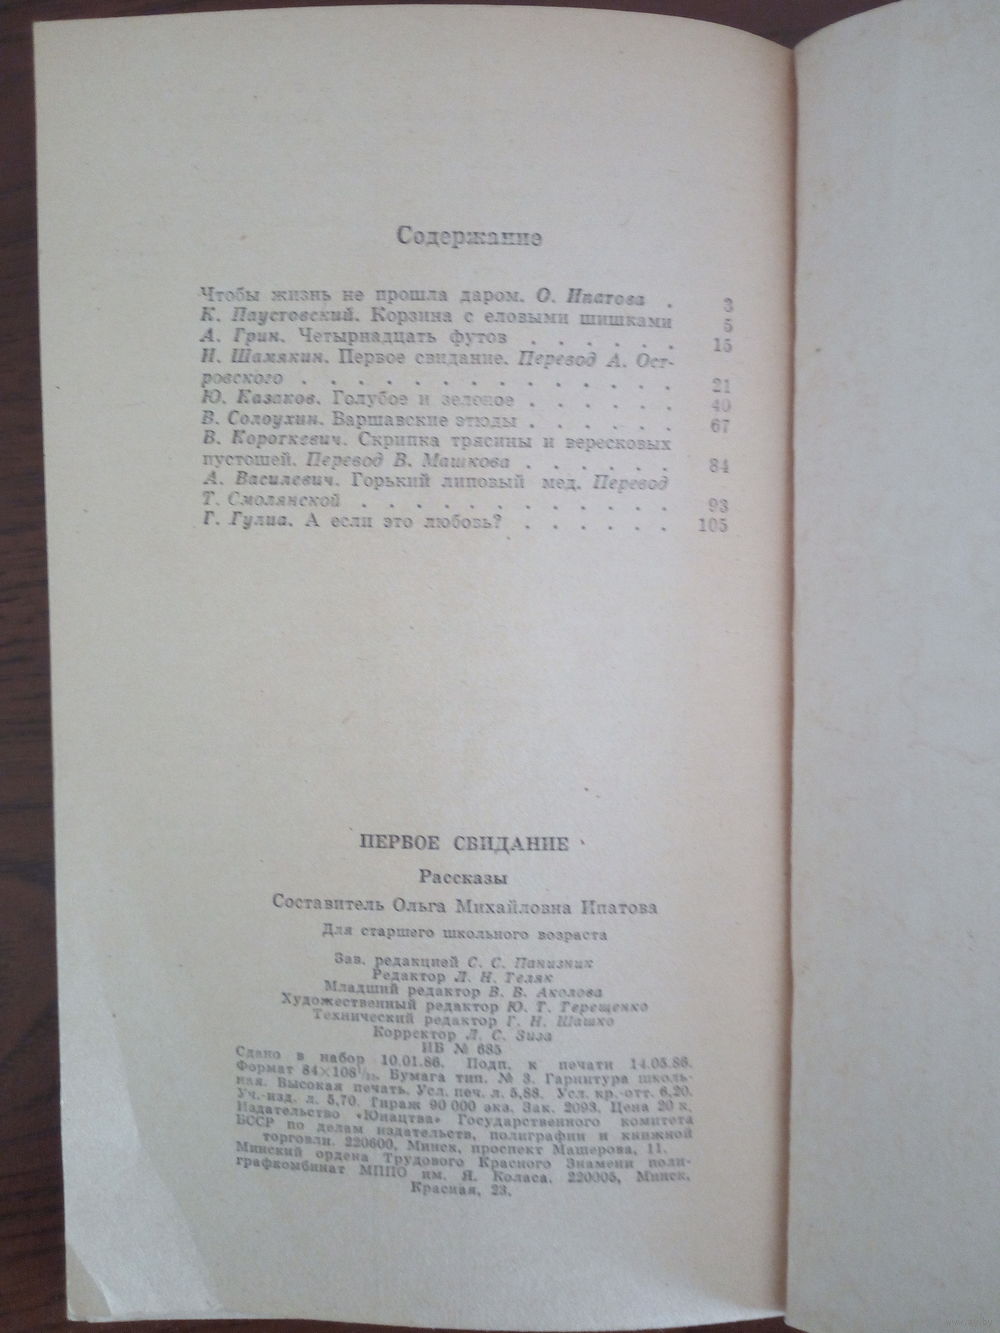 Содержание
Чтобы жизнь не прошла даром. О. Ипатова . 3
К. Паустовский. Корзина с еловыми шишками 5
А. Грин. Четырнадцать футов . . . . . . 15
И. Шамякин. Первое свидание. Перевод А. Ост-
ровского . . . . . . . . . . . . . . 21
Ю. Казаков. Голубое и зеленое . . . . . . 40
В. Солоухин. Варшавские этюды . . . . . . 67
В. Короткевич. Скрипка трясины и вересковых
пустошей. Перевод В. Машкова . . . . . . 84
А. Василевич. Горький липовый мед. Перевод
Т. Смолянской . . . . . . . . . . . . 93
Г. Гулиа. А если это любовь? . . . . . . 105
ПЕРВОЕ СВИДАНИЕ
Рассказы
Составитель Ольга Михайловна Ипатова
Для старшего школьного возраста
Зав. редакцией С. С. Панизник
Редактор Л. Н. Теляк
Младший редактор В. В. Аколова
Художественный редактор Ю. Т. Терещенко
Технический редактор Г. Н. Шашко
Корректор Л. С. Зиза
ИБ № 685
Сдано в набор 10.01.86. Подп. к печати 14.05.86.
Формат 84×108 1/32. Бумага тип. № 3. Гарнитура школь-
ная. Высокая печать. Усл. печ. л. 5,88. Усл. кр.-отт. 6,20.
Уч.-изд. л. 5,70. Тираж 90 000 экз. Зак. 2093. Цена 20 к.
Издательство «Юнацтва» Государственного комитета
БССР по делам издательств, полиграфии и книжной
торговли. 220600, Минск, проспект Машерова, 11.
Минский ордена Трудового Красного Знамени поли-
графкомбинат МППО им. Я. Коласа. 220005, Минск,
Красная, 23.
www.ay.by